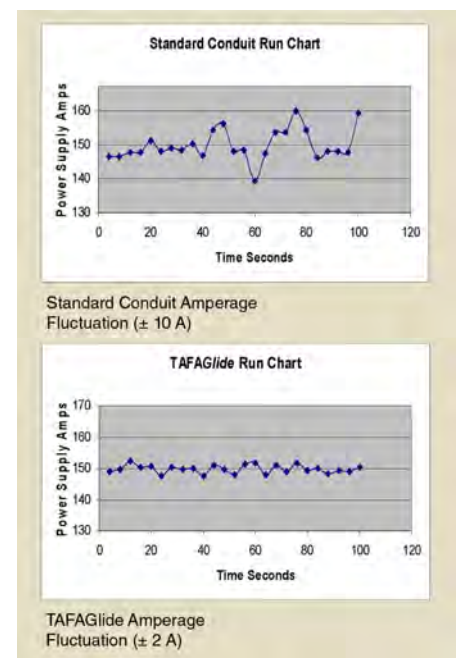 Standard Conduit Run Chart
Power Supply Amps
160
150
140
130
0 20 40 60 80 100 120
Time Seconds
Standard Conduit Amperage
Fluctuation (± 10 A)
TAFAGlide Run Chart
Power Supply Amps
170
160
150
140
130
0 20 40 60 80 100 120
Time Seconds
TAFAGlide Amperage
Fluctuation (± 2 A)